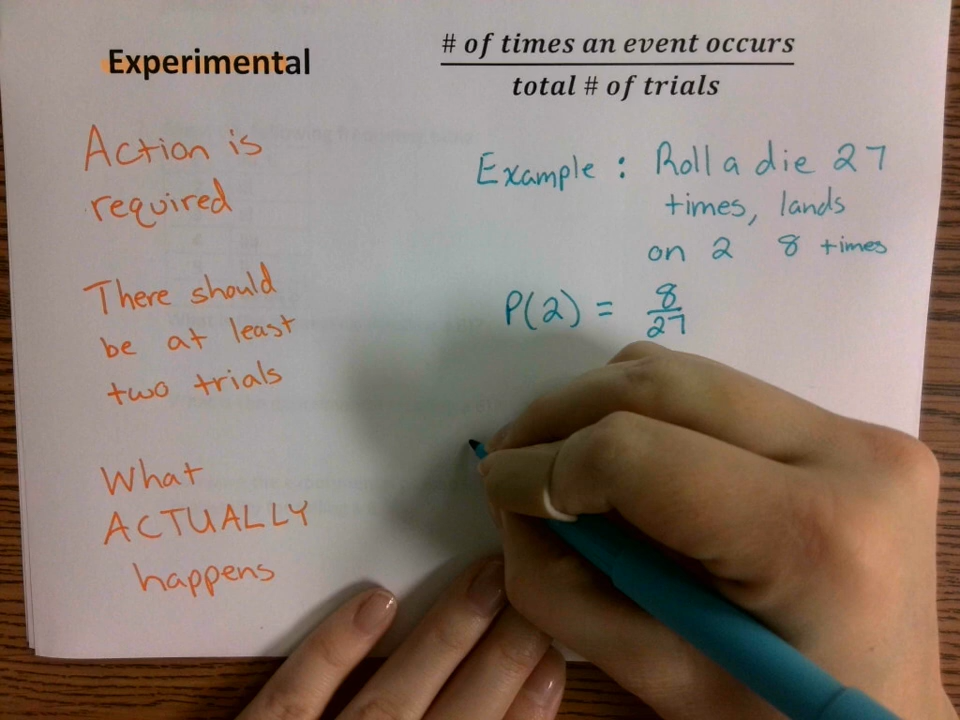 Experimental
# of times an event occurs
total # of trials
Action is
required
There should
be at least
two trials
What
ACTUALLY
happens
Example : Roll a die 27
times, lands
on 2 8 times
P(2) = 8/27